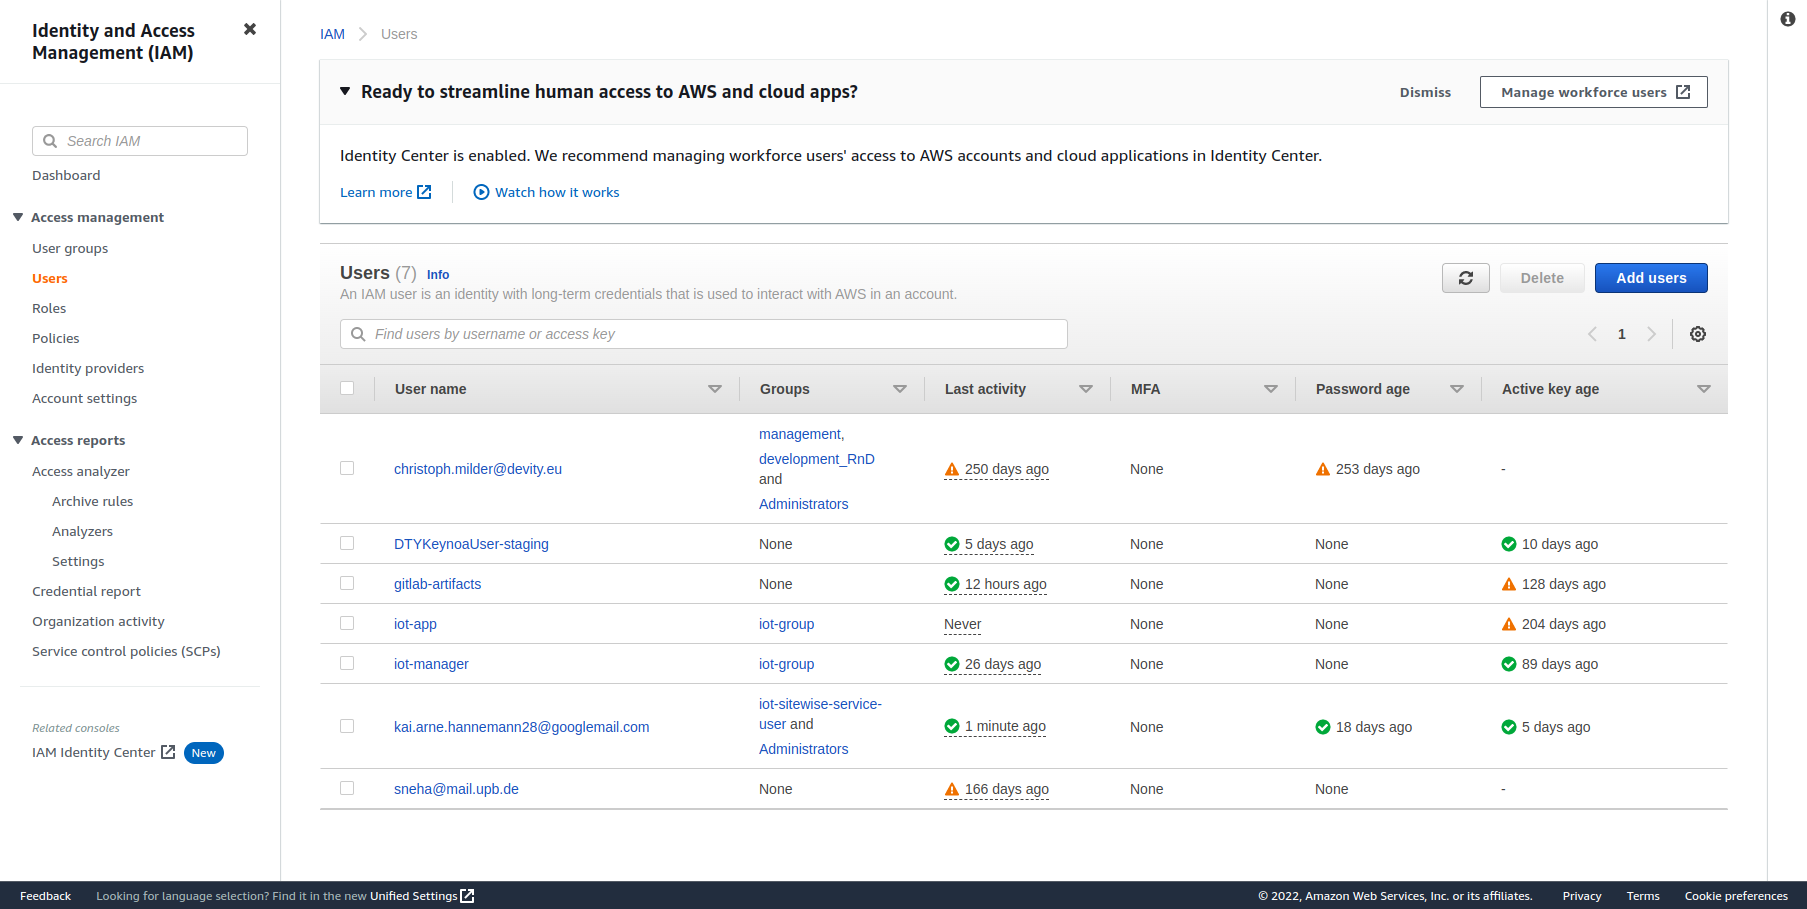 Identity and Access
Management (IAM)
Search IAM
Dashboard
Access management
User groups
Users
Roles
Policies
Identity providers
Account settings
Access reports
Access analyzer
Archive rules
Analyzers
Settings
Credential report
Organization activity
Service control policies (SCPs)
Related consoles
IAM Identity Center New
IAM Users
Ready to streamline human access to AWS and cloud apps?
Dismiss
Manage workforce users
Identity Center is enabled. We recommend managing workforce users' access to AWS accounts and cloud applications in Identity Center.
Learn more Watch how it works
Users (7) Info
An IAM user is an identity with long-term credentials that is used to interact with AWS in an account.
Delete Add users
Find users by username or access key
1
User name Groups Last activity MFA Password age Active key age
management,
development_RnD
and
Administrators
christoph.milder@devity.eu 250 days ago None 253 days ago -
DTYKeynoaUser-staging None 5 days ago None None 10 days ago
gitlab-artifacts None 12 hours ago None None 128 days ago
iot-app iot-group Never None None 204 days ago
iot-manager iot-group 26 days ago None None 89 days ago
iot-sitewise-service-
user and
Administrators
kai.arne.hannemann28@googlemail.com 1 minute ago None 18 days ago 5 days ago
sneha@mail.upb.de None 166 days ago None None -
Feedback Looking for language selection? Find it in the new Unified Settings © 2022, Amazon Web Services, Inc. or its affiliates. Privacy Terms Cookie preferences